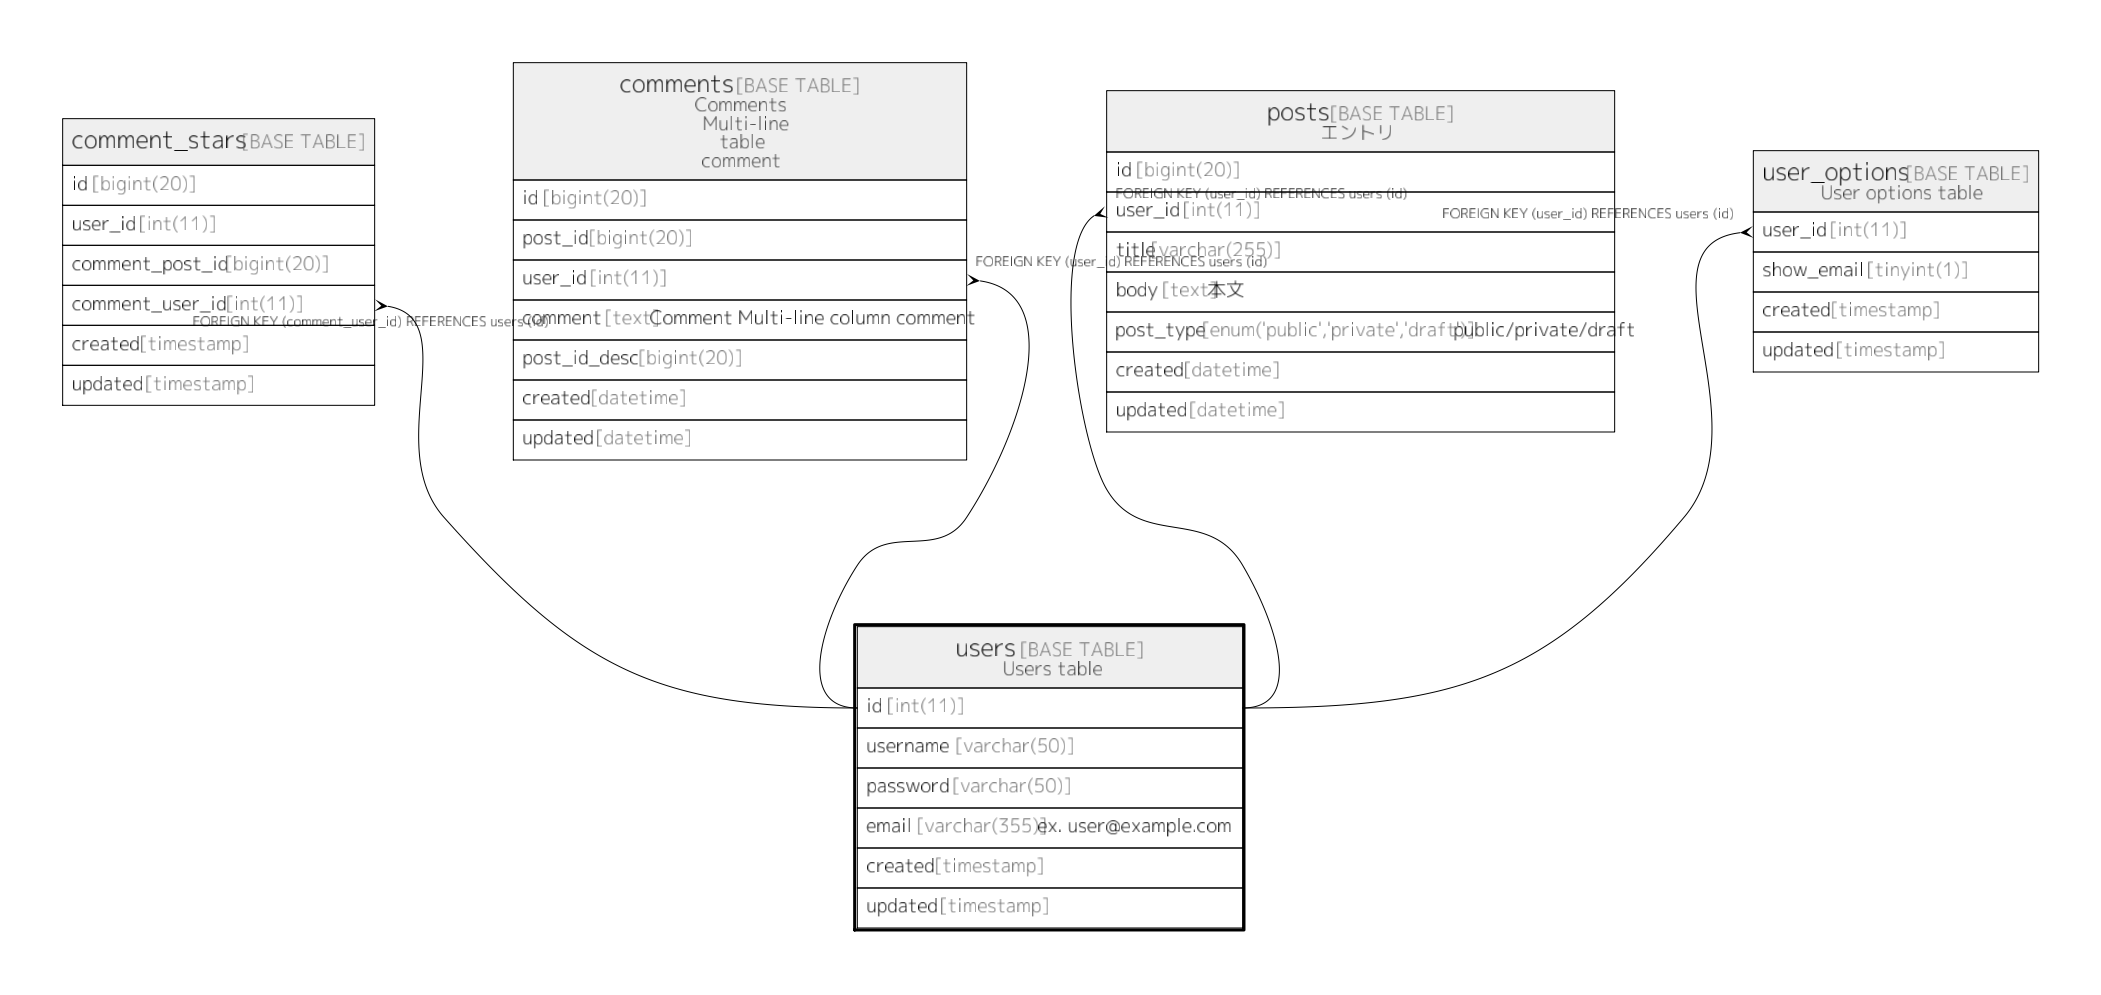 comment_stars [BASE TABLE]
id [bigint(20)]
user_id [int(11)]
comment_post_id [bigint(20)]
comment_user_id [int(11)]
FOREIGN KEY (comment_user_id) REFERENCES users (id)
created [timestamp]
updated [timestamp]
comments [BASE TABLE]
Comments
Multi-line
table
comment
id [bigint(20)]
post_id [bigint(20)]
user_id [int(11)]
FOREIGN KEY (user_id) REFERENCES users (id)
comment [text] Comment Multi-line column comment
post_id_desc [bigint(20)]
created [datetime]
updated [datetime]
posts [BASE TABLE]
エントリ
id [bigint(20)]
FOREIGN KEY (user_id) REFERENCES users (id)
user_id [int(11)]
title [varchar(255)]
body [text] 本文
post_type [enum('public','private','draft')] public/private/draft
created [datetime]
updated [datetime]
user_options [BASE TABLE]
User options table
FOREIGN KEY (user_id) REFERENCES users (id)
user_id [int(11)]
show_email [tinyint(1)]
created [timestamp]
updated [timestamp]
users [BASE TABLE]
Users table
id [int(11)]
username [varchar(50)]
password [varchar(50)]
email [varchar(355)] ex. user@example.com
created [timestamp]
updated [timestamp]